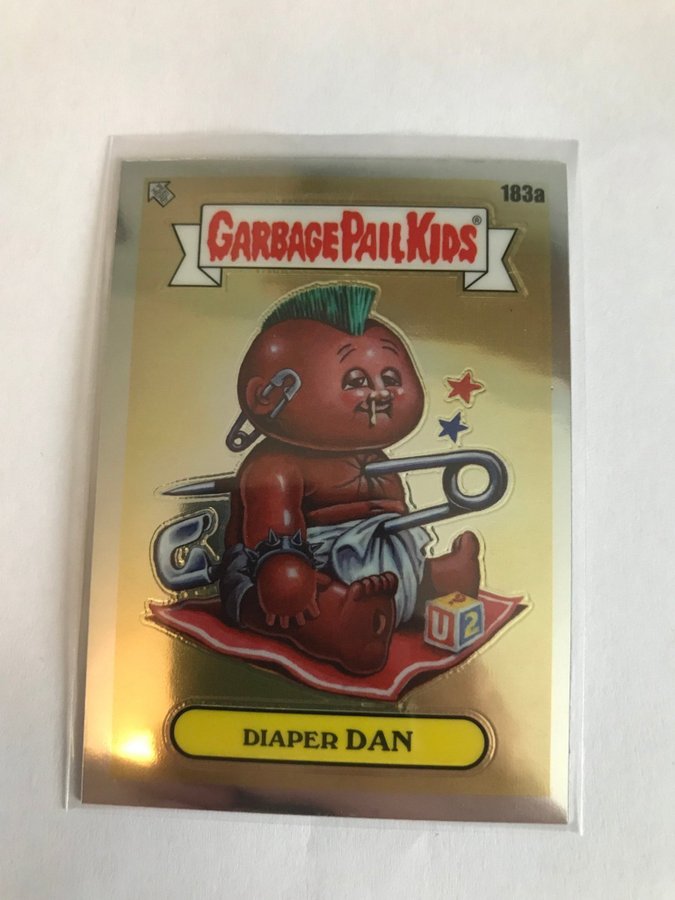 183a
GARBAGE PAIL KIDS®
U 2
DIAPER DAN